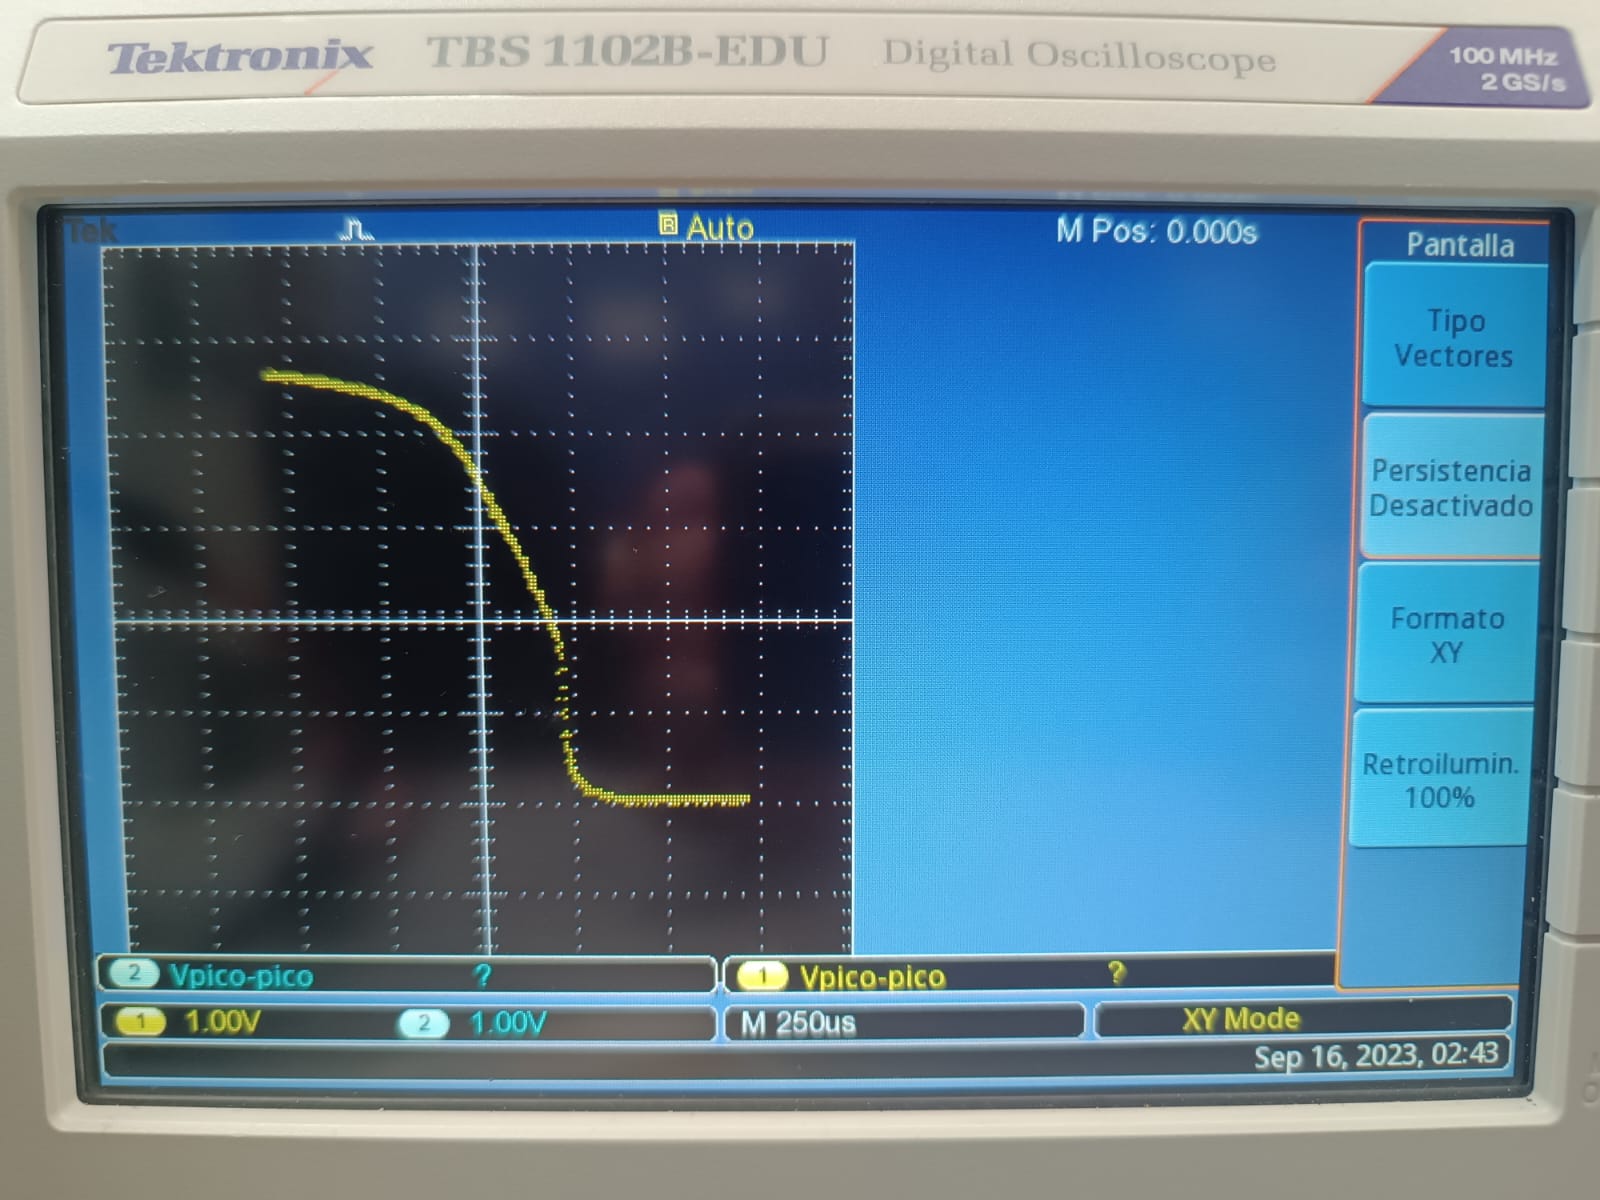 Tektronix TBS 1102B-EDU Digital Oscilloscope 100 MHz
2 GS/s
Tek R Auto M Pos: 0.000s
Pantalla
Tipo
Vectores
Persistencia
Desactivado
Formato
XY
Retroilumin.
100%
2 Vpico-pico ? 1 Vpico-pico ?
1 1.00V 2 1.00V M 250us XY Mode
Sep 16, 2023, 02:43